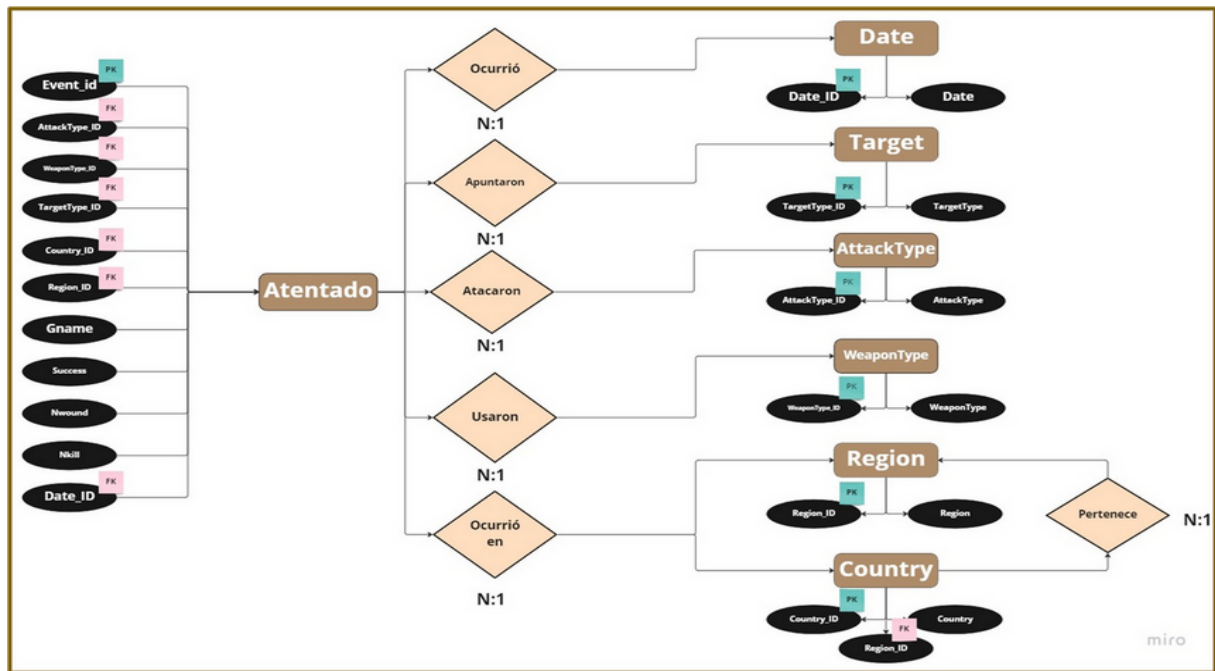 PK
Event_id
FK
AttackType_ID
FK
WeaponType_ID
FK
TargetType_ID
FK
Country_ID
FK
Region_ID
Gname
Success
Nwound
Nkill
FK
Date_ID
Atentado
Ocurrió
N:1
Apuntaron
N:1
Atacaron
N:1
Usaron
N:1
Ocurrió
en
N:1
Date
PK
Date_ID
Date
Target
PK
TargetType_ID
TargetType
AttackType
PK
AttackType_ID
AttackType
WeaponType
PK
WeaponType_ID
WeaponType
Region
PK
Region_ID
Region
Pertenece
N:1
Country
PK
Country_ID
Country
FK
Region_ID
miro